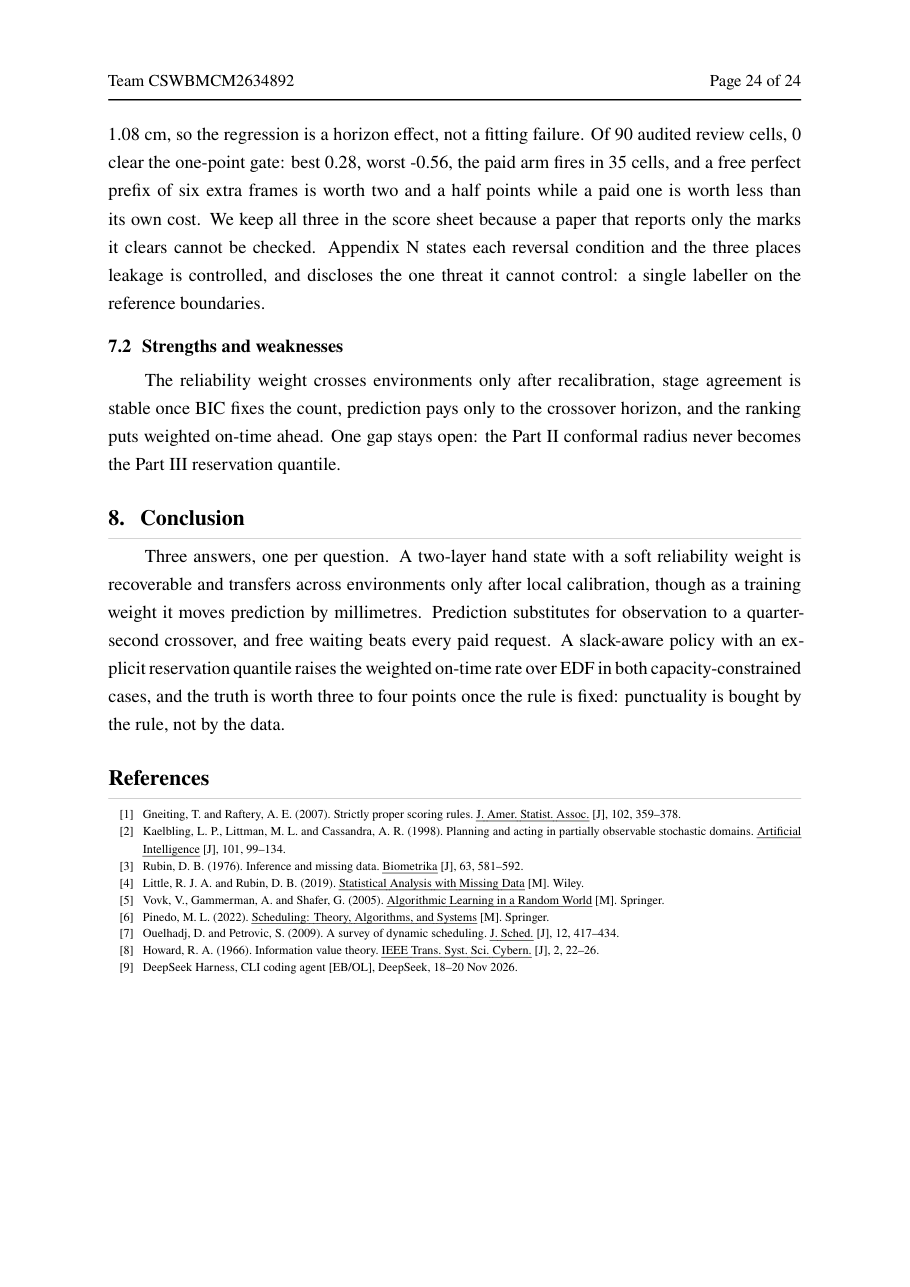 Team CSWBMCM2634892 Page 24 of 24
1.08 cm, so the regression is a horizon effect, not a fitting failure. Of 90 audited review cells, 0
clear the one-point gate: best 0.28, worst -0.56, the paid arm fires in 35 cells, and a free perfect
prefix of six extra frames is worth two and a half points while a paid one is worth less than
its own cost. We keep all three in the score sheet because a paper that reports only the marks
it clears cannot be checked. Appendix N states each reversal condition and the three places
leakage is controlled, and discloses the one threat it cannot control: a single labeller on the
reference boundaries.
7.2 Strengths and weaknesses
The reliability weight crosses environments only after recalibration, stage agreement is
stable once BIC fixes the count, prediction pays only to the crossover horizon, and the ranking
puts weighted on-time ahead. One gap stays open: the Part II conformal radius never becomes
the Part III reservation quantile.
8. Conclusion
Three answers, one per question. A two-layer hand state with a soft reliability weight is
recoverable and transfers across environments only after local calibration, though as a training
weight it moves prediction by millimetres. Prediction substitutes for observation to a quarter-
second crossover, and free waiting beats every paid request. A slack-aware policy with an ex-
plicit reservation quantile raises the weighted on-time rate over EDF in both capacity-constrained
cases, and the truth is worth three to four points once the rule is fixed: punctuality is bought by
the rule, not by the data.
References
[1] Gneiting, T. and Raftery, A. E. (2007). Strictly proper scoring rules. J. Amer. Statist. Assoc. [J], 102, 359–378.
[2] Kaelbling, L. P., Littman, M. L. and Cassandra, A. R. (1998). Planning and acting in partially observable stochastic domains. Artificial
Intelligence [J], 101, 99–134.
[3] Rubin, D. B. (1976). Inference and missing data. Biometrika [J], 63, 581–592.
[4] Little, R. J. A. and Rubin, D. B. (2019). Statistical Analysis with Missing Data [M]. Wiley.
[5] Vovk, V., Gammerman, A. and Shafer, G. (2005). Algorithmic Learning in a Random World [M]. Springer.
[6] Pinedo, M. L. (2022). Scheduling: Theory, Algorithms, and Systems [M]. Springer.
[7] Ouelhadj, D. and Petrovic, S. (2009). A survey of dynamic scheduling. J. Sched. [J], 12, 417–434.
[8] Howard, R. A. (1966). Information value theory. IEEE Trans. Syst. Sci. Cybern. [J], 2, 22–26.
[9] DeepSeek Harness, CLI coding agent [EB/OL], DeepSeek, 18–20 Nov 2026.